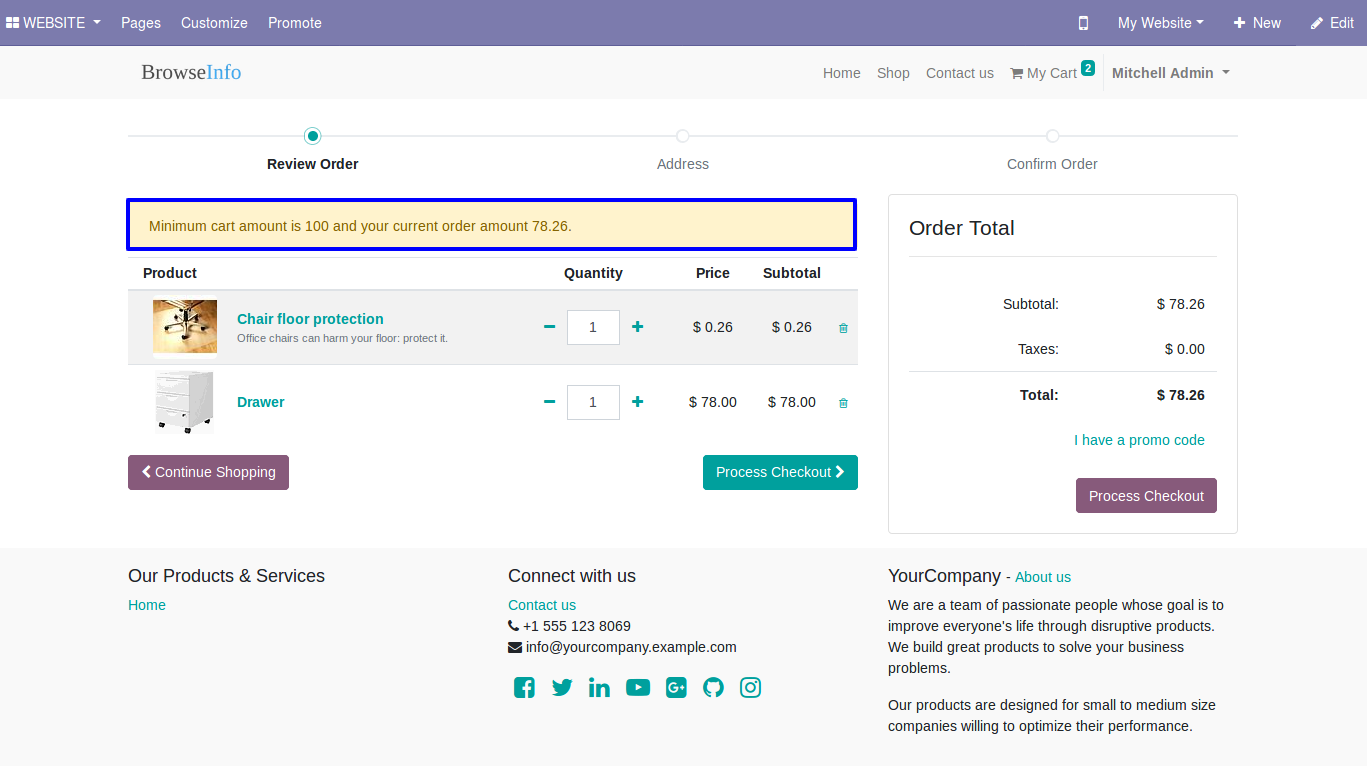 WEBSITE Pages Customize Promote My Website New Edit
BrowseInfo Home Shop Contact us My Cart 2 Mitchell Admin
Review Order Address Confirm Order
Minimum cart amount is 100 and your current order amount 78.26.
Product Quantity Price Subtotal
Chair floor protection
Office chairs can harm your floor: protect it.
1 $ 0.26 $ 0.26
Drawer 1 $ 78.00 $ 78.00
Continue Shopping Process Checkout
Order Total
Subtotal: $ 78.26
Taxes: $ 0.00
Total: $ 78.26
I have a promo code
Process Checkout
Our Products & Services
Home
Connect with us
Contact us
+1 555 123 8069
info@yourcompany.example.com
YourCompany - About us
We are a team of passionate people whose goal is to
improve everyone's life through disruptive products.
We build great products to solve your business
problems.
Our products are designed for small to medium size
companies willing to optimize their performance.